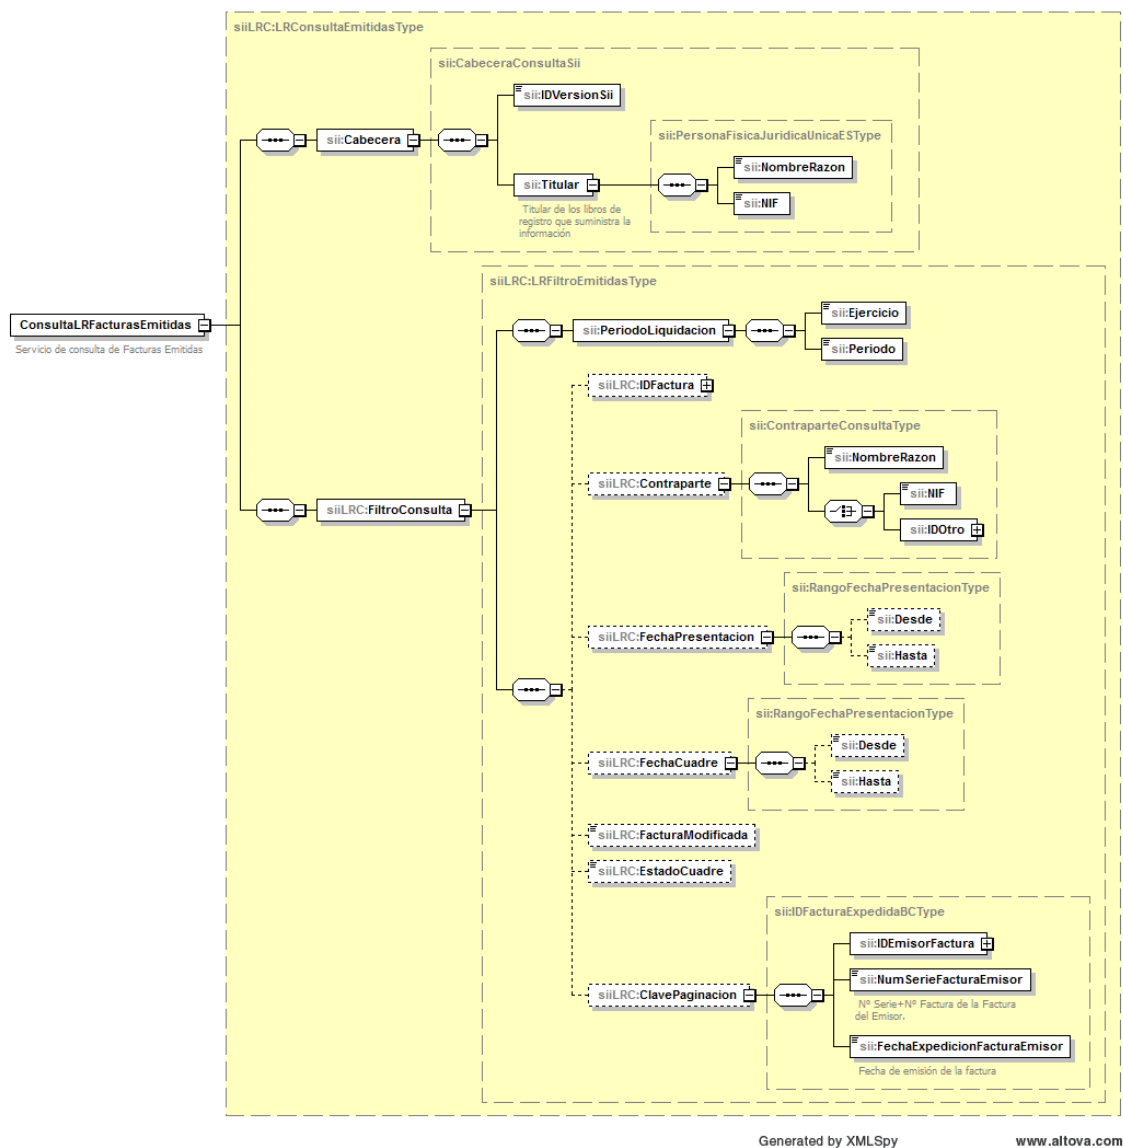 siiLRC:LRConsultaEmitidasType
sii:CabeceraConsultaSii
sii:IDVersionSii
sii:PersonaFisicaJuridicaUnicaESType
sii:Cabecera
sii:NombreRazon
sii:Titular
sii:NIF
Titular de los libros de
registro que suministra la
información
siiLRC:LRFiltroEmitidasType
sii:Ejercicio
ConsultaLRFacturasEmitidas
sii:PeriodoLiquidacion
Servicio de consulta de Facturas Emitidas
sii:Periodo
siiLRC:IDFactura
sii:ContraparteConsultaType
sii:NombreRazon
siiLRC:Contraparte
sii:NIF
siiLRC:FiltroConsulta
sii:IDOtro
sii:RangoFechaPresentacionType
sii:Desde
siiLRC:FechaPresentacion
sii:Hasta
sii:RangoFechaPresentacionType
sii:Desde
siiLRC:FechaCuadre
sii:Hasta
siiLRC:FacturaModificada
siiLRC:EstadoCuadre
sii:IDFacturaExpedidaBCType
sii:IDEmisorFactura
sii:NumSerieFacturaEmisor
siiLRC:ClavePaginacion
Nº Serie+Nº Factura de la Factura
del Emisor.
sii:FechaExpedicionFacturaEmisor
Fecha de emisión de la factura
Generated by XMLSpy
www.altova.com